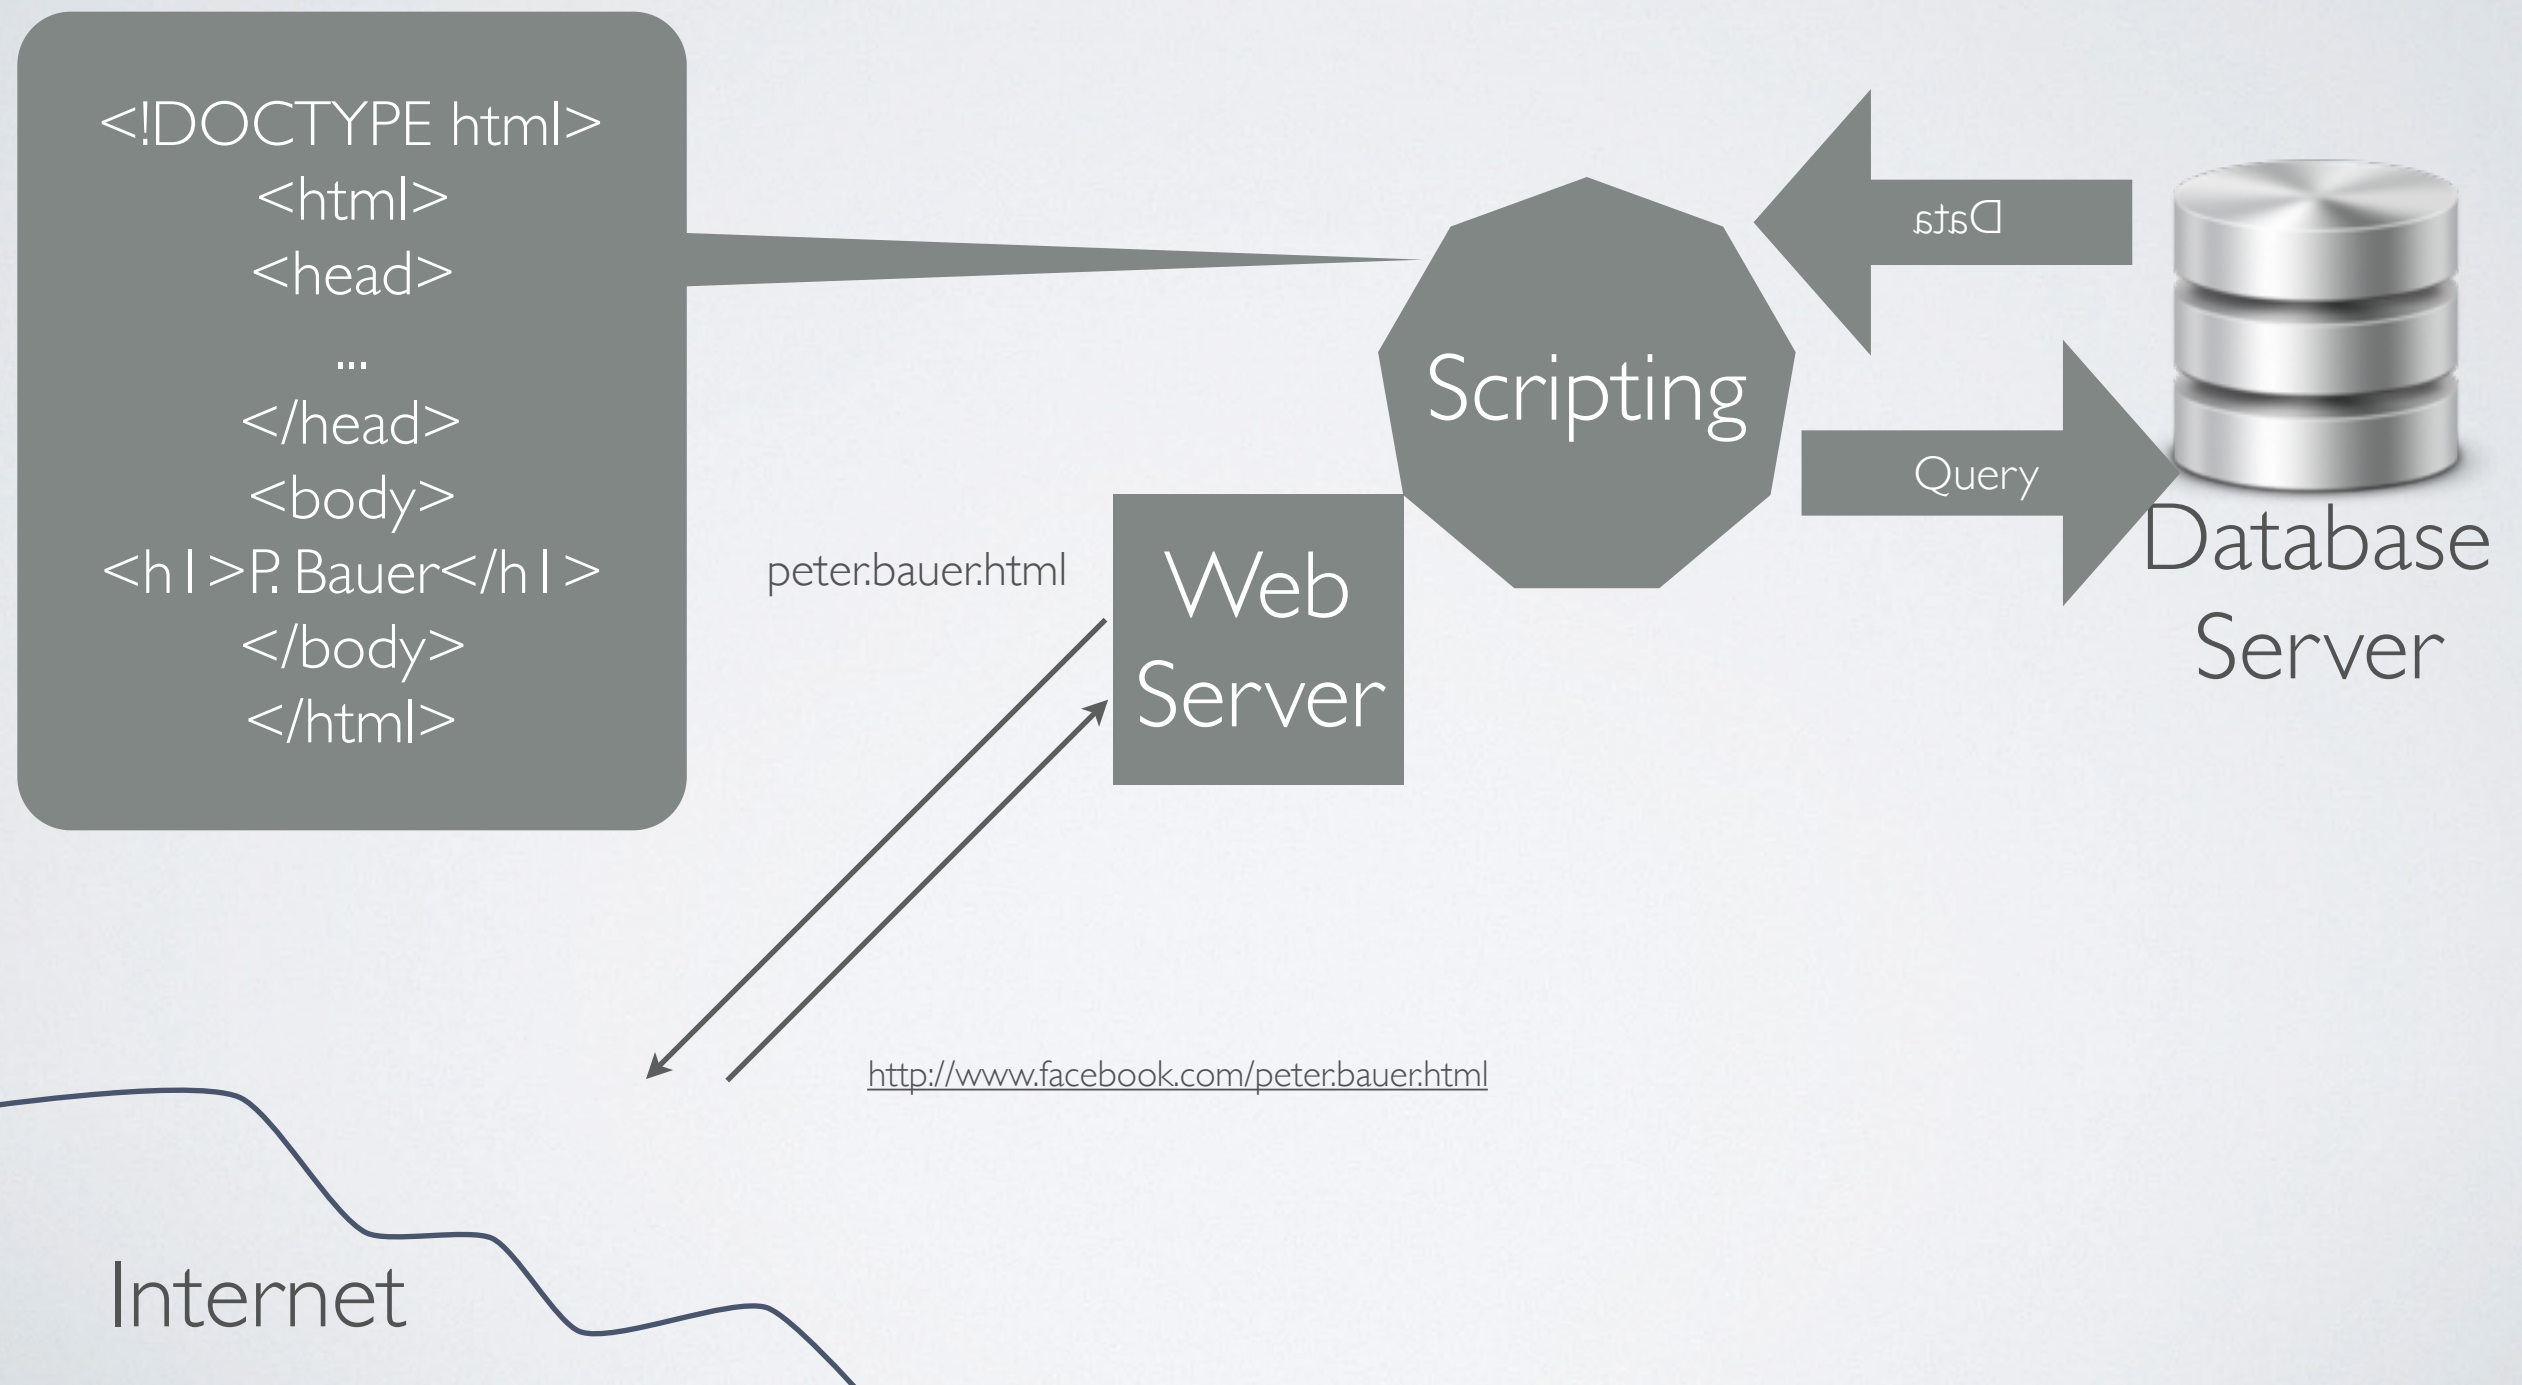 <!DOCTYPE html>
<html>
<head>
...
</head>
<body>
<h1>P. Bauer</h1>
</body>
</html>
Data
Scripting
Query
Database
Server
peter.bauer.html
Web
Server
http://www.facebook.com/peter.bauer.html
Internet